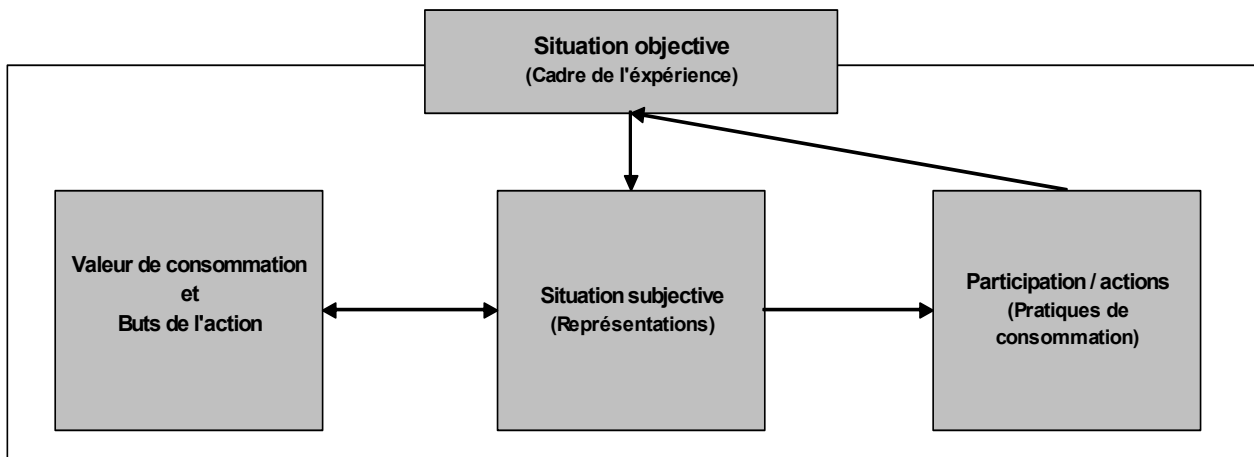 Situation objective
(Cadre de l'éxpérience)
Valeur de consommation
et
Buts de l'action
Situation subjective
(Représentations)
Participation / actions
(Pratiques de
consommation)